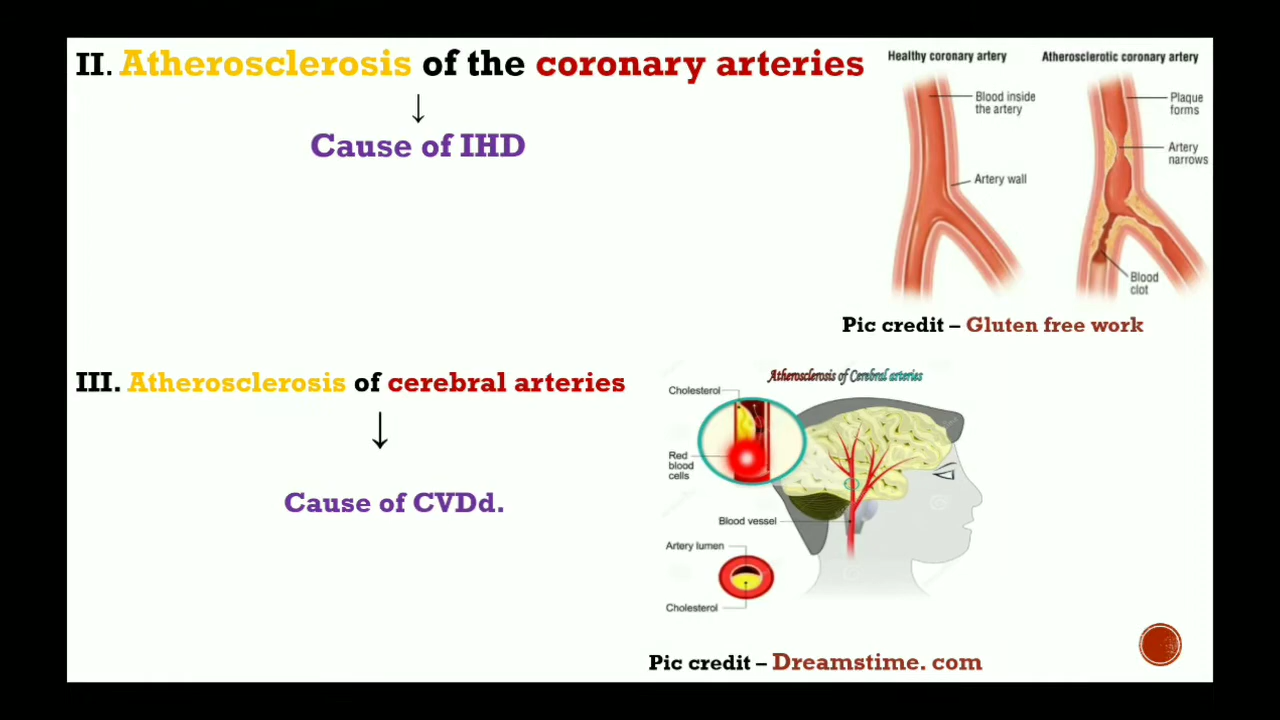 II. Atherosclerosis of the coronary arteries
↓
Cause of IHD
Healthy coronary artery
Blood inside
the artery
Artery wall
Atherosclerotic coronary artery
Plaque
forms
Artery
narrows
Blood
clot
Pic credit – Gluten free work
III. Atherosclerosis of cerebral arteries
↓
Cause of CVDd.
Atherosclerosis of Cerebral arteries
Cholesterol
Red
blood
cells
Blood vessel
Artery lumen
Cholesterol
Pic credit – Dreamstime. com